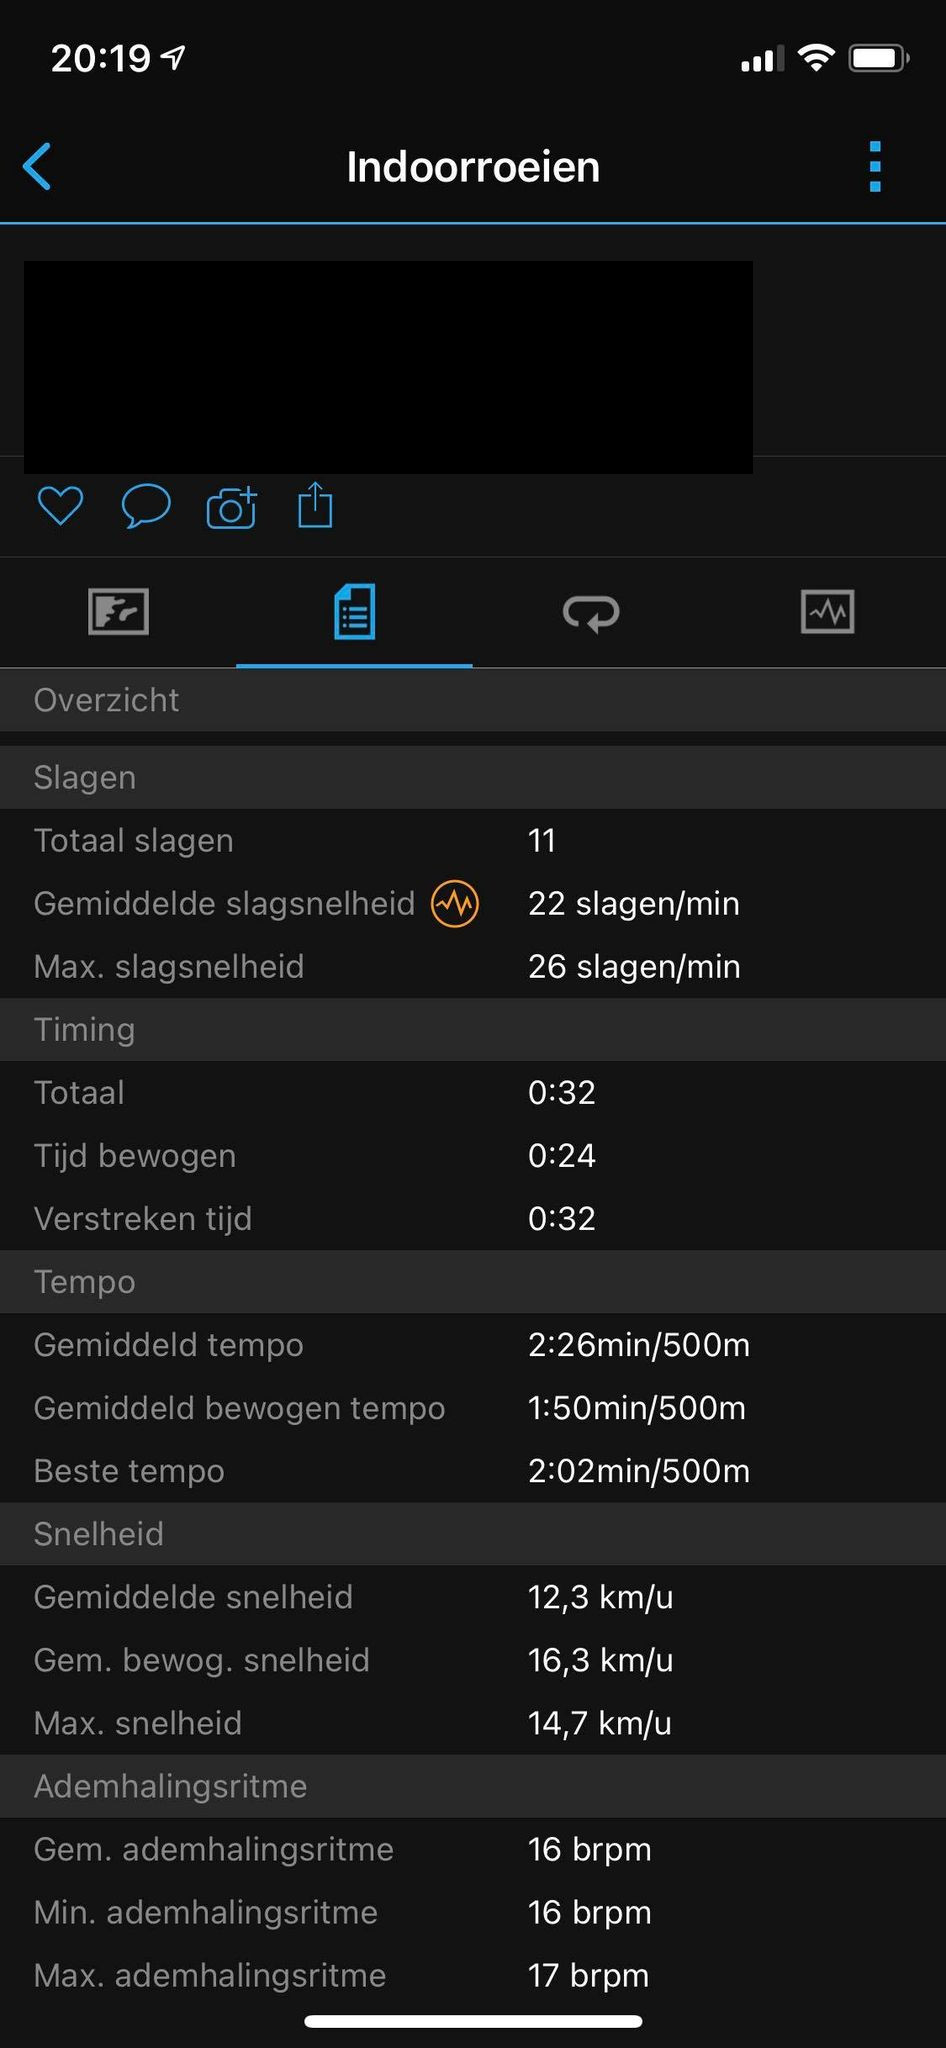 20:19
Indoorroeien
Overzicht
Slagen
Totaal slagen 11
Gemiddelde slagsnelheid 22 slagen/min
Max. slagsnelheid 26 slagen/min
Timing
Totaal 0:32
Tijd bewogen 0:24
Verstreken tijd 0:32
Tempo
Gemiddeld tempo 2:26min/500m
Gemiddeld bewogen tempo 1:50min/500m
Beste tempo 2:02min/500m
Snelheid
Gemiddelde snelheid 12,3 km/u
Gem. bewog. snelheid 16,3 km/u
Max. snelheid 14,7 km/u
Ademhalingsritme
Gem. ademhalingsritme 16 brpm
Min. ademhalingsritme 16 brpm
Max. ademhalingsritme 17 brpm